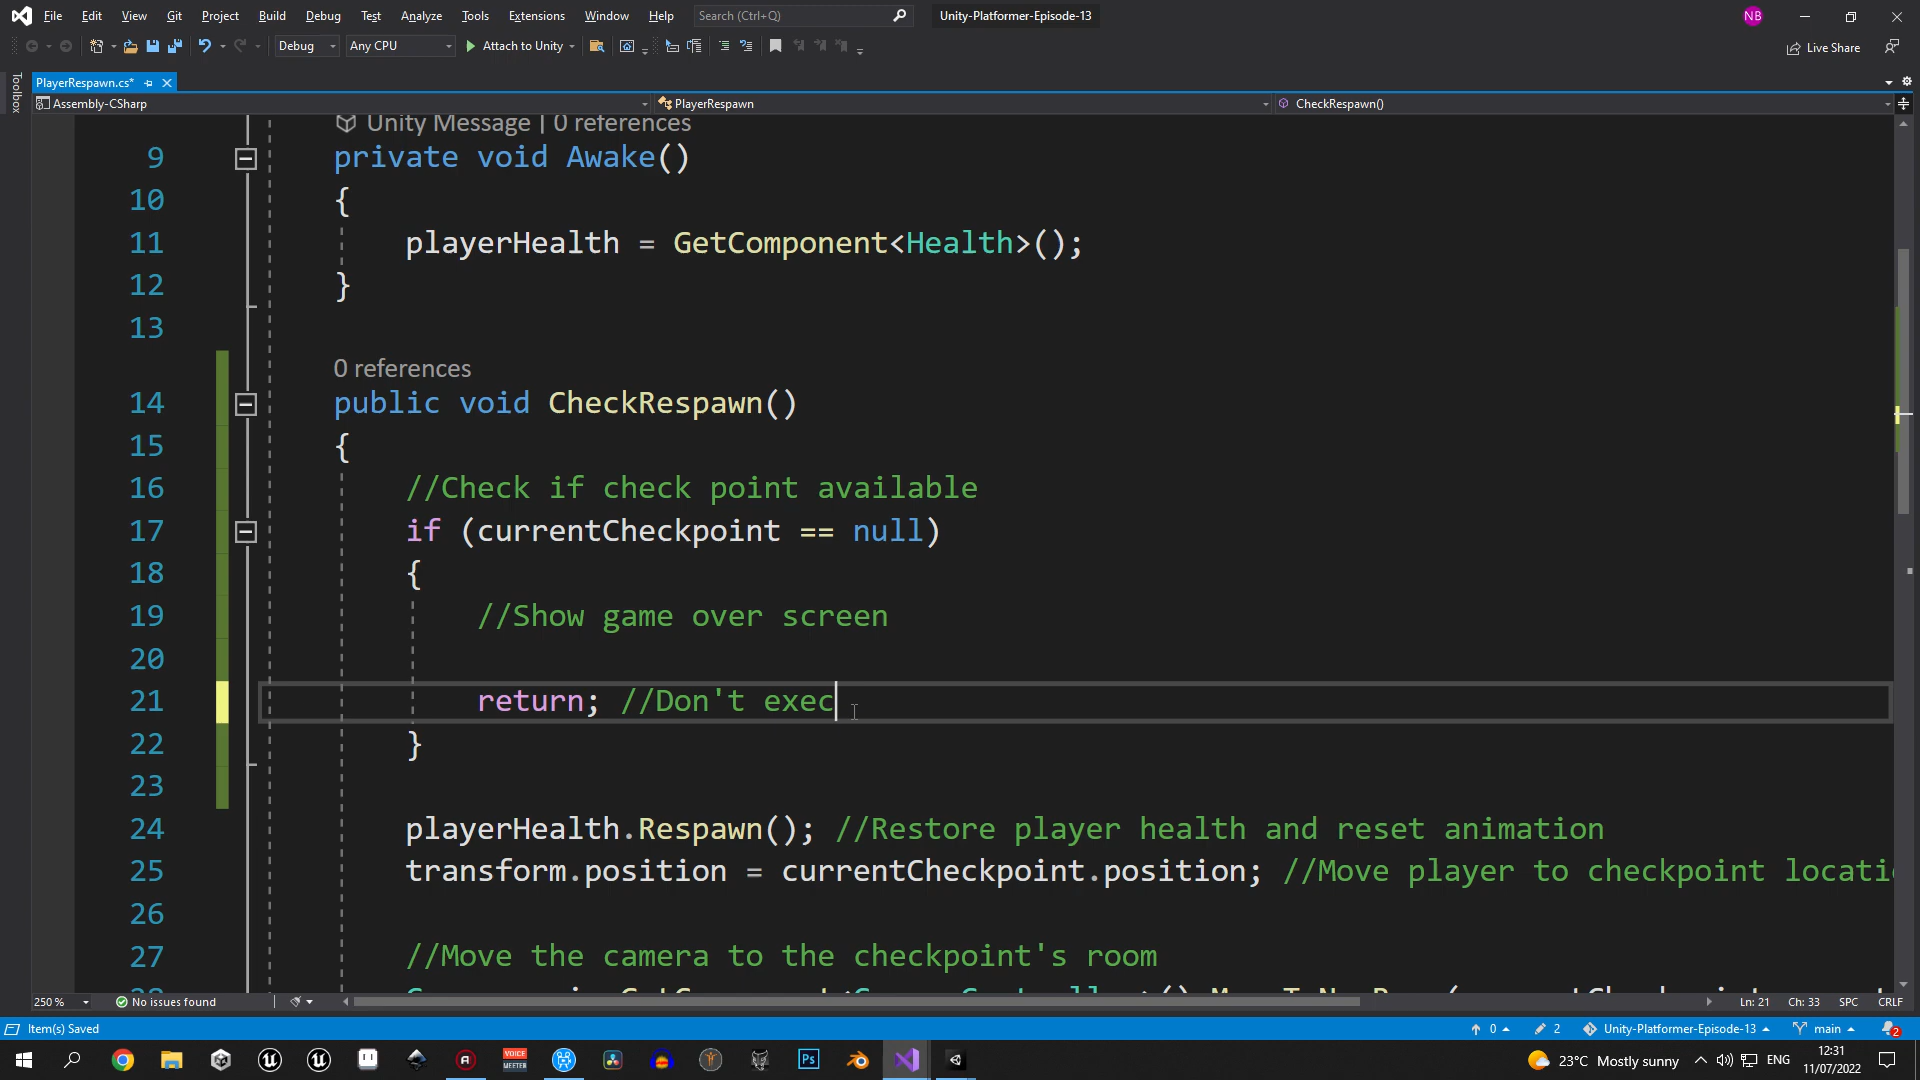 File Edit View Git Project Build Debug Test Analyze Tools Extensions Window Help Search (Ctrl+Q) Unity-Platformer-Episode-13 NB
Debug Any CPU Attach to Unity Live Share
Toolbox
PlayerRespawn.cs*
Assembly-CSharp PlayerRespawn CheckRespawn()
Unity Message | 0 references
9 private void Awake()
10 {
11 playerHealth = GetComponent<Health>();
12 }
13
0 references
14 public void CheckRespawn()
15 {
16 //Check if check point available
17 if (currentCheckpoint == null)
18 {
19 //Show game over screen
20
21 return; //Don't exec
22 }
23
24 playerHealth.Respawn(); //Restore player health and reset animation
25 transform.position = currentCheckpoint.position; //Move player to checkpoint locati
26
27 //Move the camera to the checkpoint's room
250 % No issues found Ln: 21 Ch: 33 SPC CRLF
Item(s) Saved 0 2 Unity-Platformer-Episode-13 main 2
VOICE MEETER Ps 23°C Mostly sunny ENG 12:31
11/07/2022